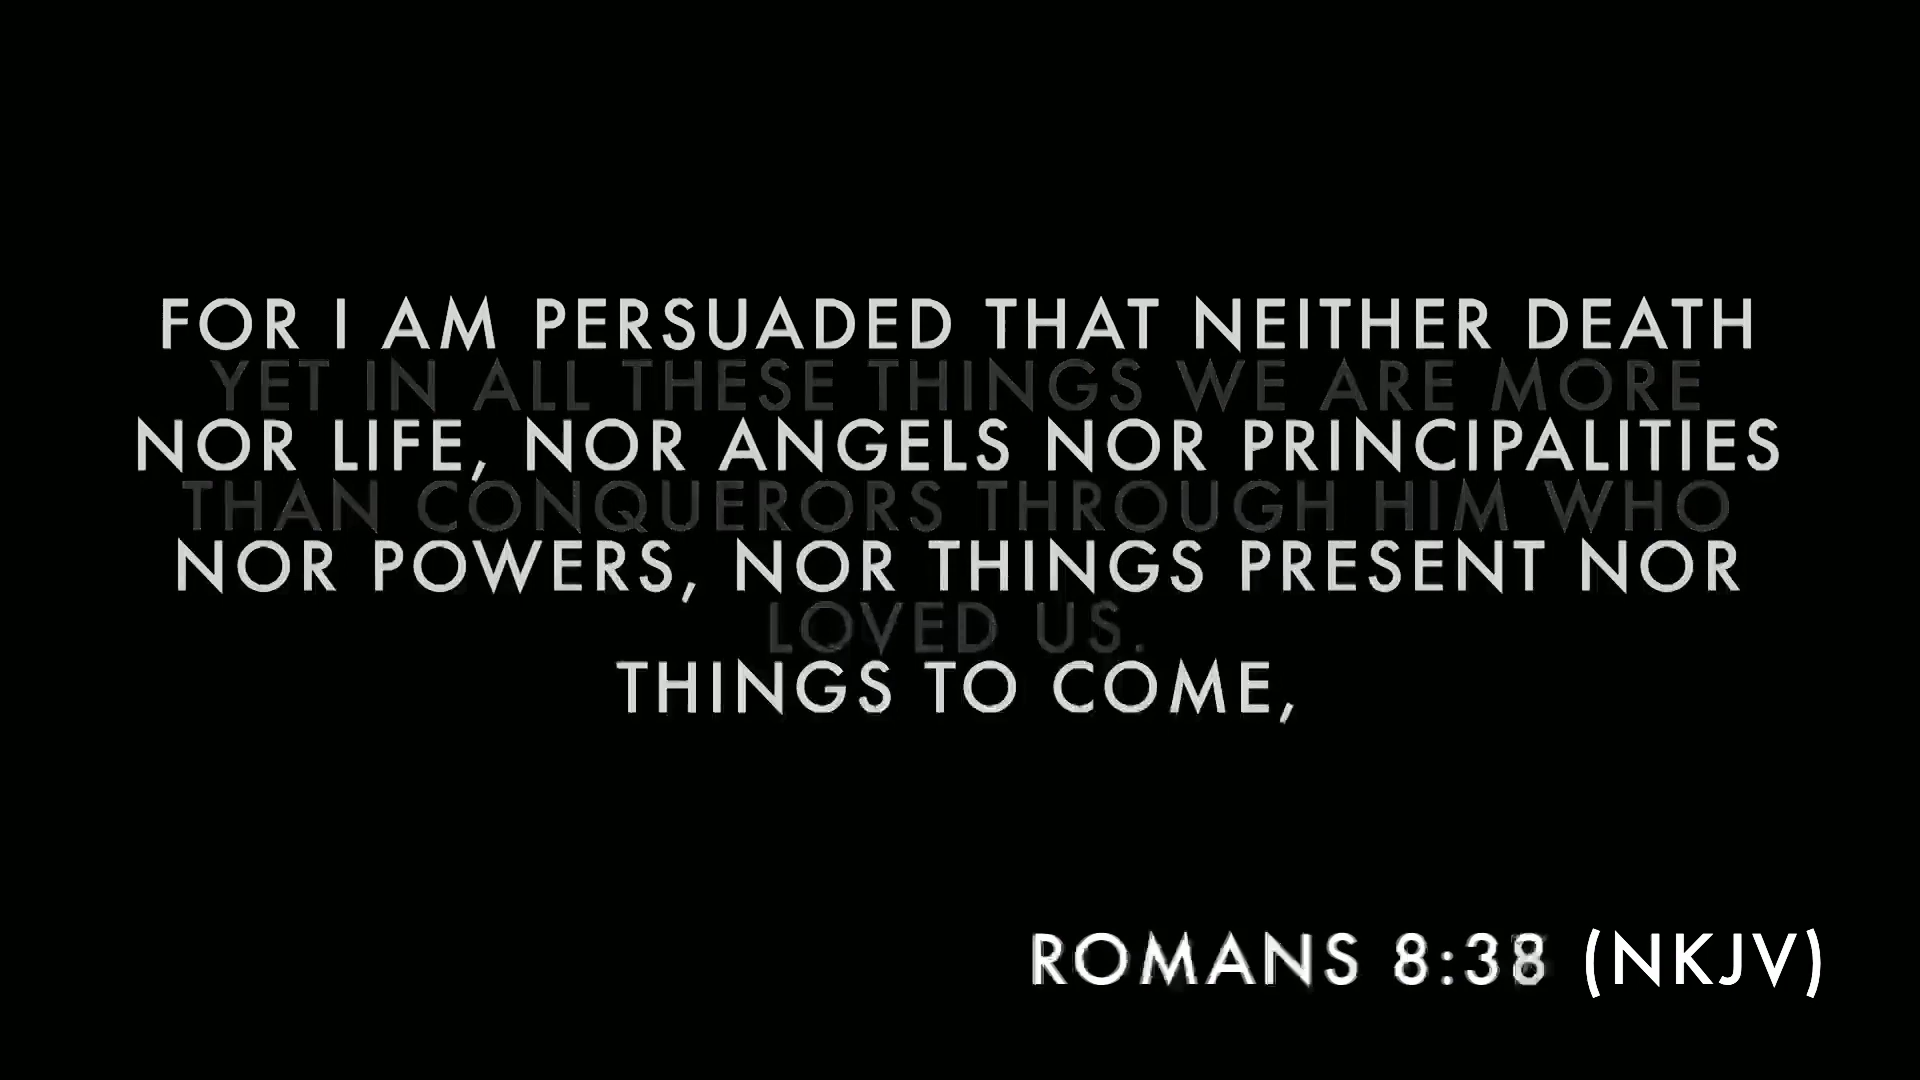 FOR I AM PERSUADED THAT NEITHER DEATH
YET IN ALL THESE THINGS WE ARE MORE
NOR LIFE, NOR ANGELS NOR PRINCIPALITIES
THAN CONQUERORS THROUGH HIM WHO
NOR POWERS, NOR THINGS PRESENT NOR
LOVED US.
THINGS TO COME,
ROMANS 8:38 (NKJV)